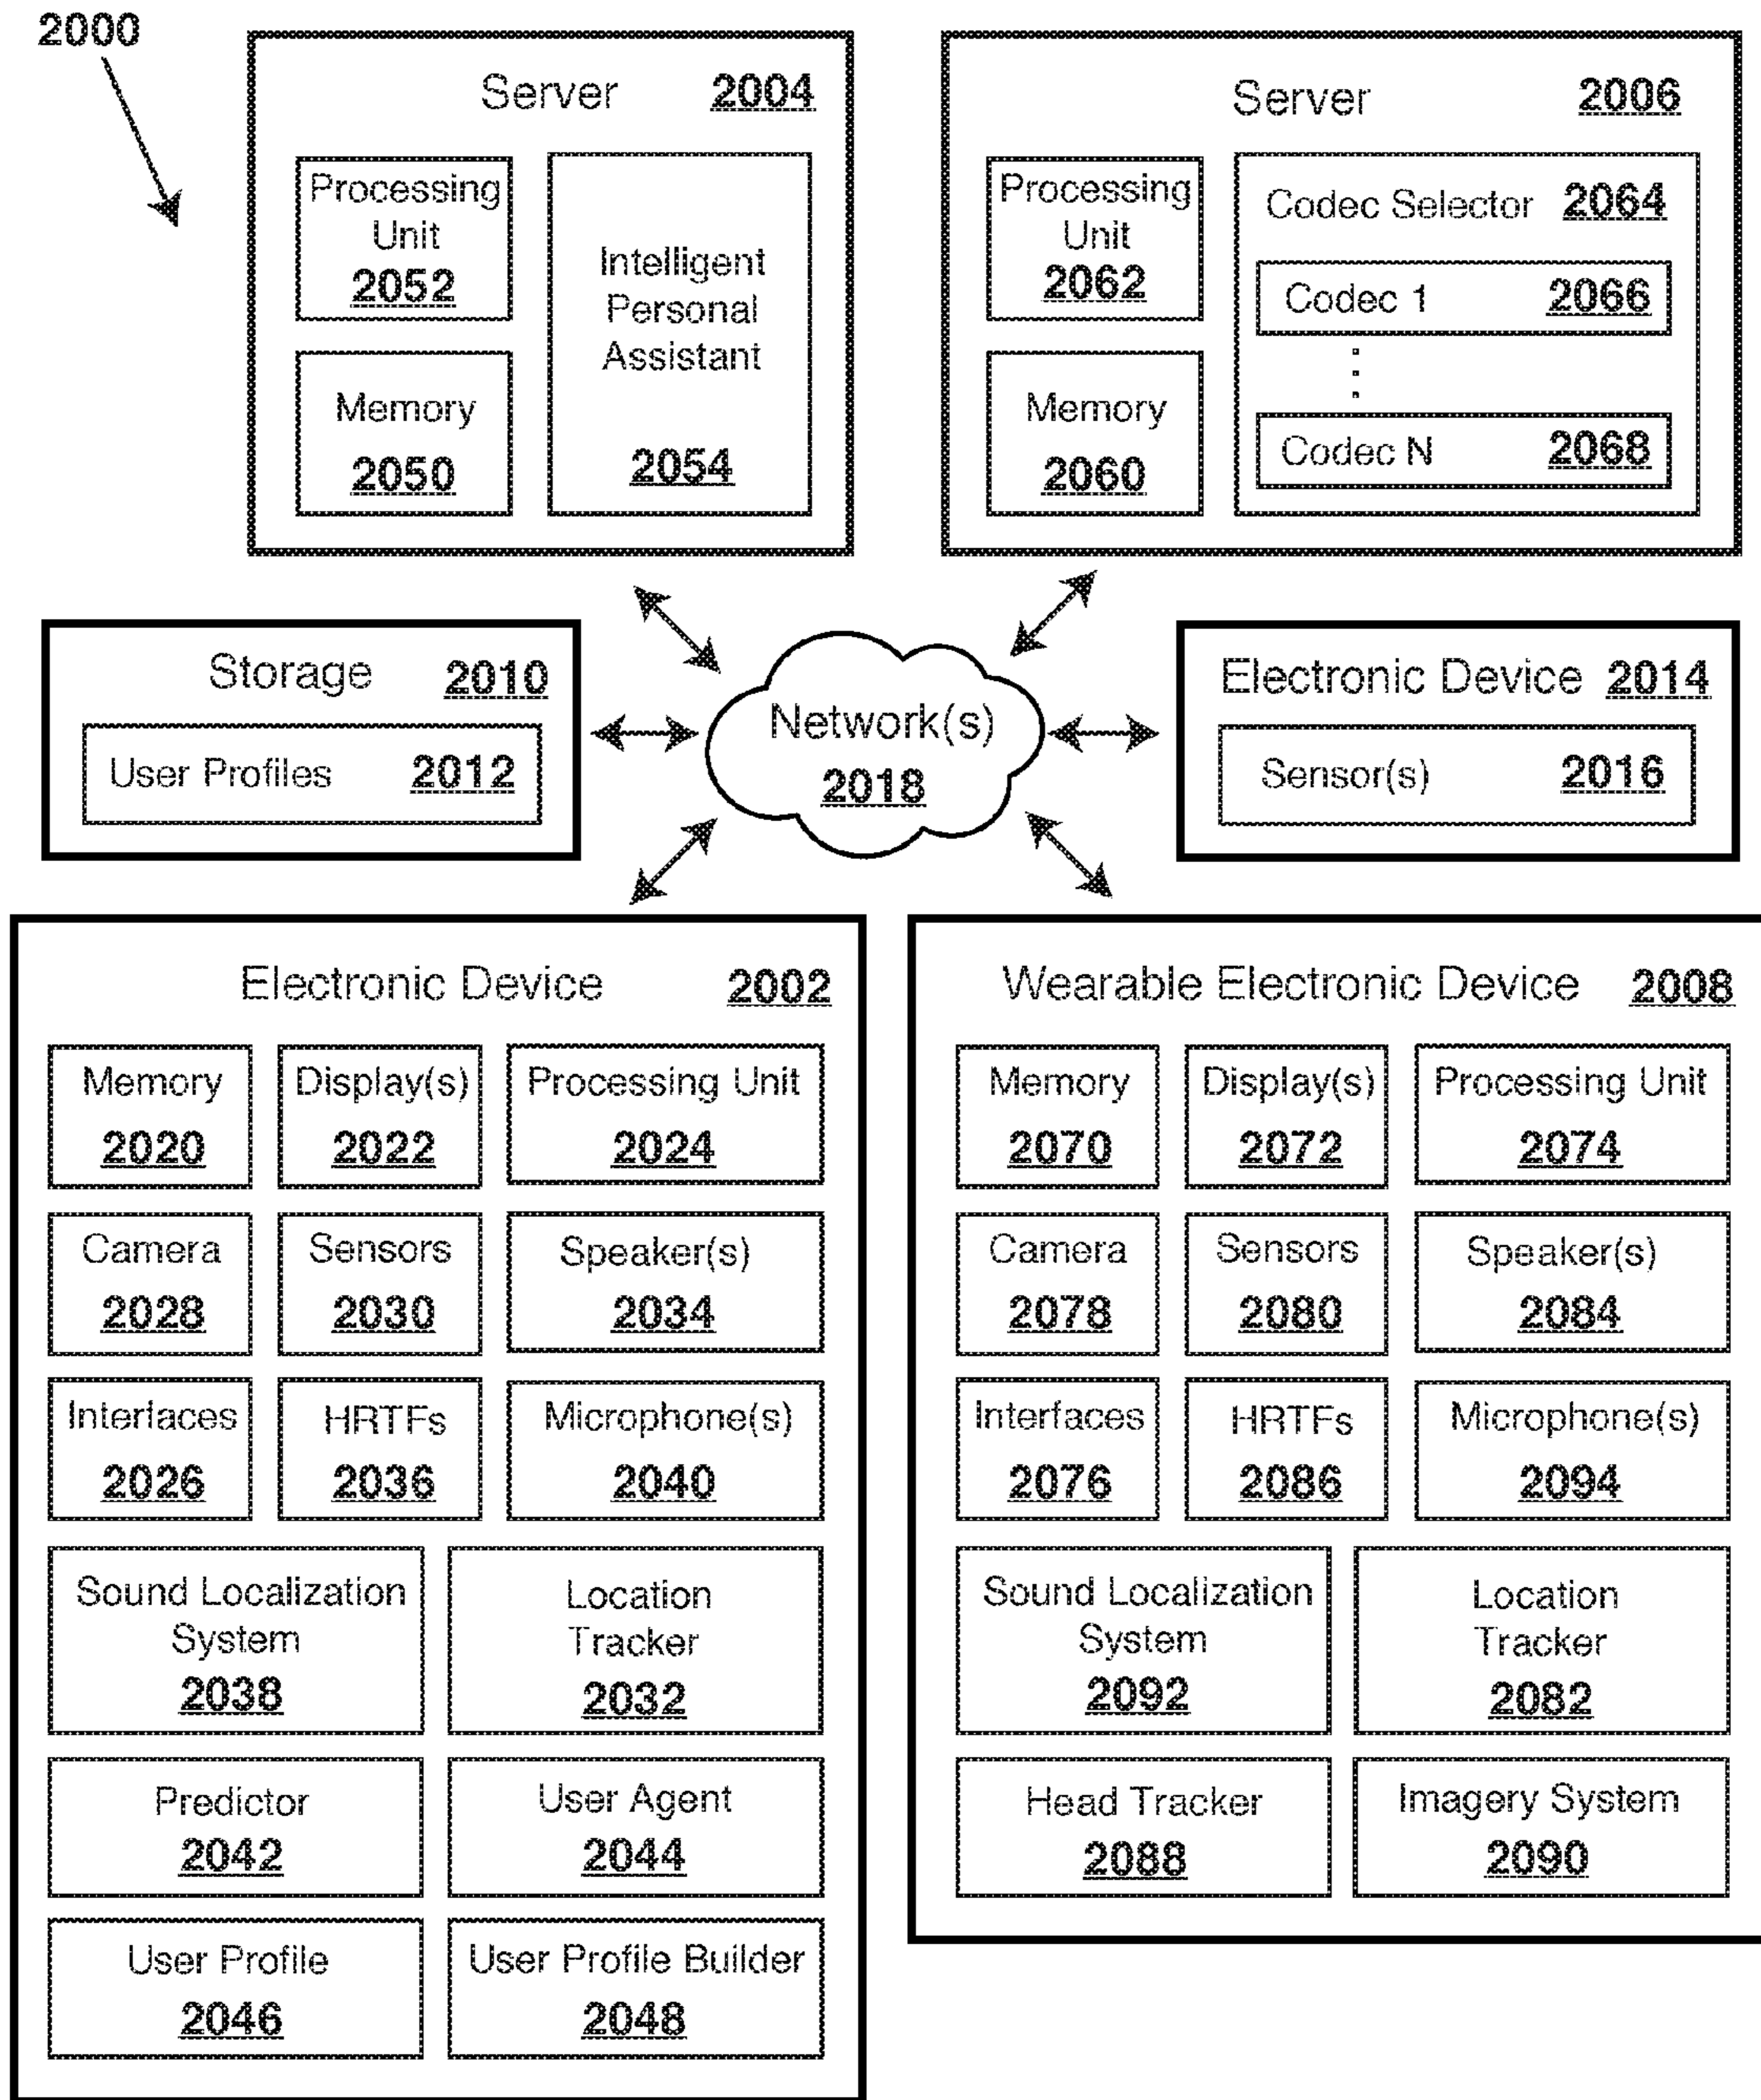 2000
Server 2004
Processing
Unit
2052
Memory
2050
Intelligent
Personal
Assistant
2054
Server 2006
Processing
Unit
2062
Memory
2060
Codec Selector 2064
Codec 1 2066
Codec N 2068
Storage 2010
User Profiles 2012
Network(s)
2018
Electronic Device 2014
Sensor(s) 2016
Electronic Device 2002
Memory
2020
Display(s)
2022
Processing Unit
2024
Camera
2028
Sensors
2030
Speaker(s)
2034
Interfaces
2026
HRTFs
2036
Microphone(s)
2040
Sound Localization
System
2038
Location
Tracker
2032
Predictor
2042
User Agent
2044
User Profile
2046
User Profile Builder
2048
Wearable Electronic Device 2008
Memory
2070
Display(s)
2072
Processing Unit
2074
Camera
2078
Sensors
2080
Speaker(s)
2084
Interfaces
2076
HRTFs
2086
Microphone(s)
2094
Sound Localization
System
2092
Location
Tracker
2082
Head Tracker
2088
Imagery System
2090